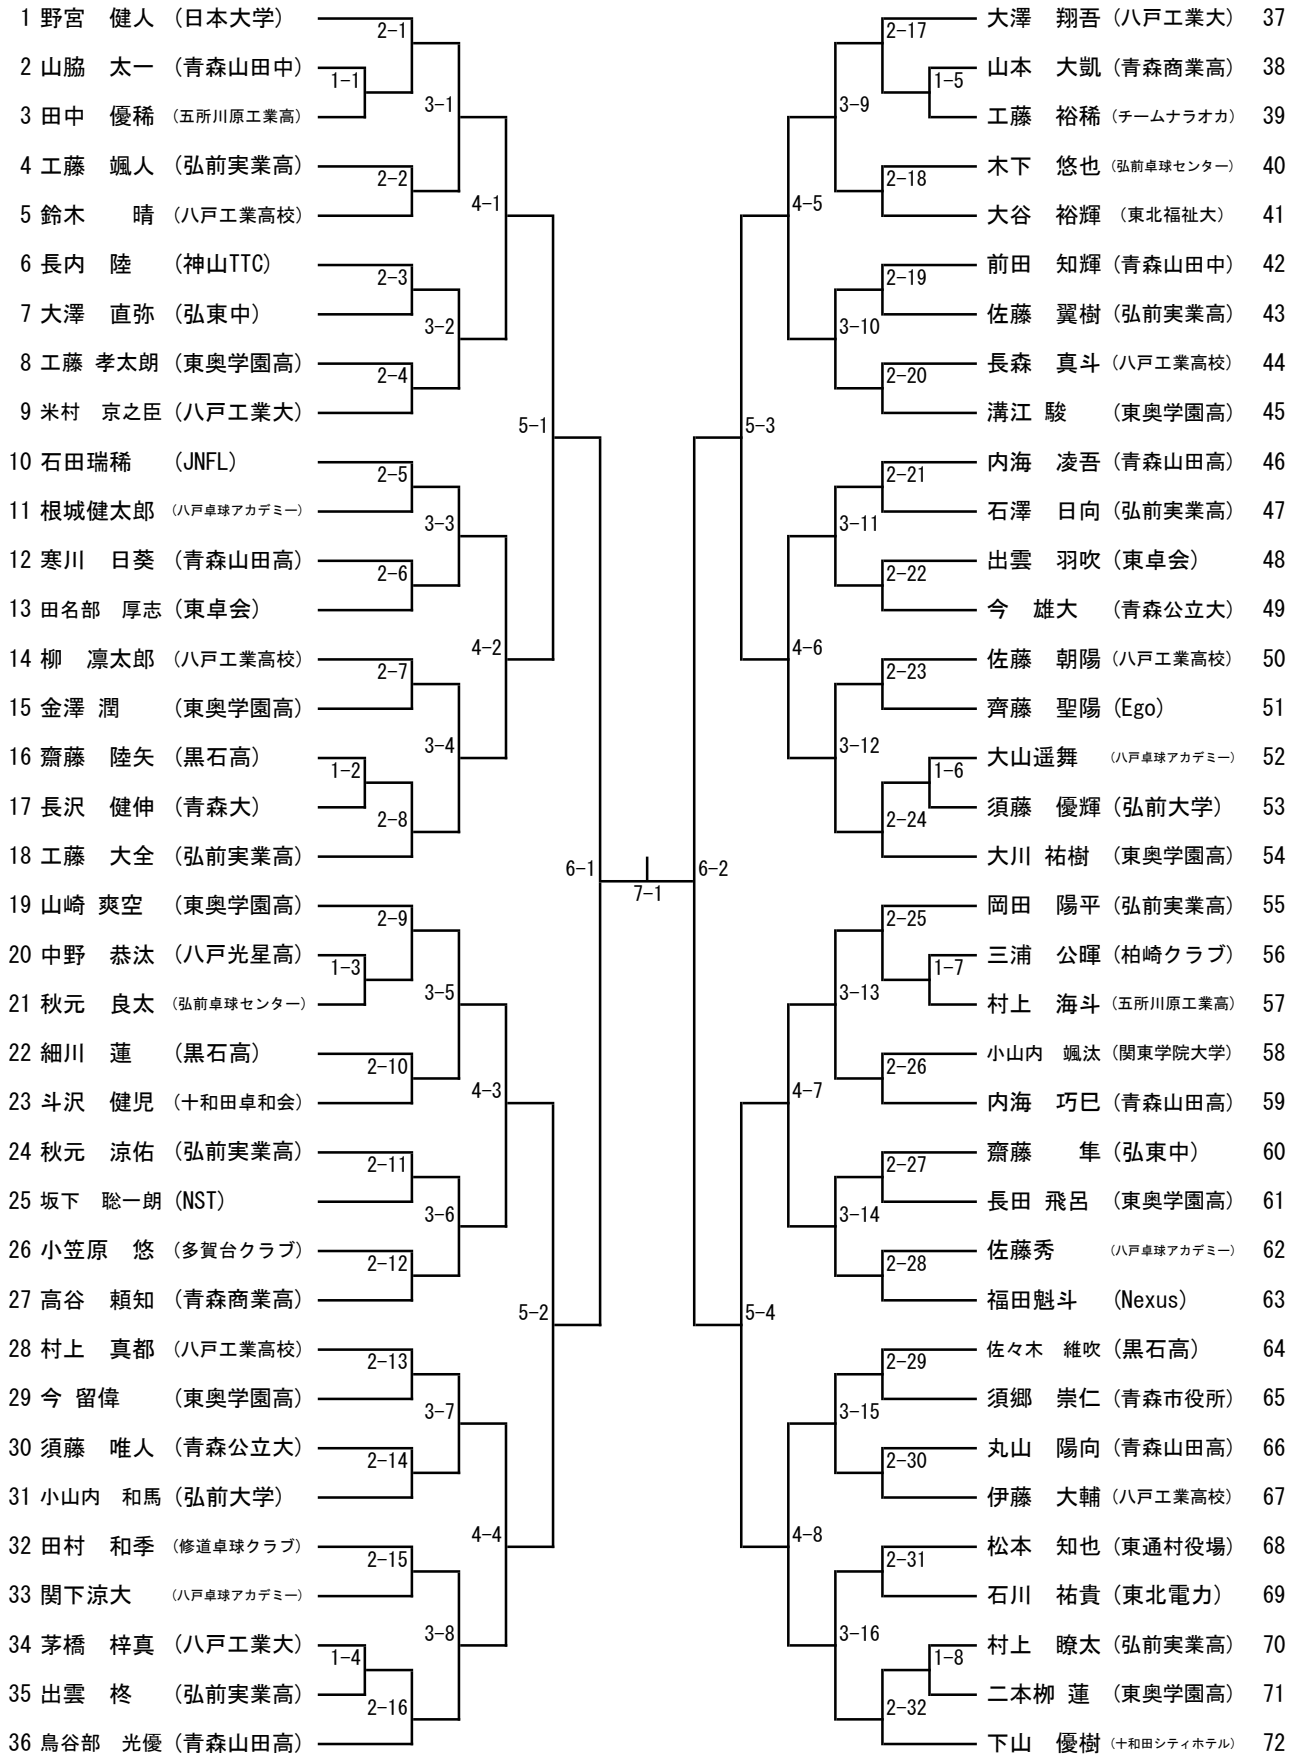 1 野宮　健人 (日本大学)
2 山脇　太一 (青森山田中)
3 田中　優稀 (五所川原工業高)
4 工藤　颯人 (弘前実業高)
5 鈴木　　晴 (八戸工業高校)
6 長内　陸 (神山TTC)
7 大澤　直弥 (弘東中)
8 工藤 孝太朗 (東奥学園高)
9 米村　京之臣 (八戸工業大)
10 石田瑞稀 (JNFL)
11 根城健太郎 (八戸卓球アカデミー)
12 寒川　日葵 (青森山田高)
13 田名部　厚志 (東卓会)
14 柳　凛太郎 (八戸工業高校)
15 金澤 潤 (東奥学園高)
16 齋藤　陸矢 (黒石高)
17 長沢　健伸 (青森大)
18 工藤　大全 (弘前実業高)
19 山崎 爽空 (東奥学園高)
20 中野　恭汰 (八戸光星高)
21 秋元　良太 (弘前卓球センター)
22 細川　蓮 (黒石高)
23 斗沢　健児 (十和田卓和会)
24 秋元　涼佑 (弘前実業高)
25 坂下　聡一朗 (NST)
26 小笠原　悠 (多賀台クラブ)
27 高谷　頼知 (青森商業高)
28 村上　真都 (八戸工業高校)
29 今 留偉 (東奥学園高)
30 須藤　唯人 (青森公立大)
31 小山内　和馬 (弘前大学)
32 田村　和季 (修道卓球クラブ)
33 関下涼大 (八戸卓球アカデミー)
34 茅橋　梓真 (八戸工業大)
35 出雲　柊 (弘前実業高)
36 鳥谷部　光優 (青森山田高)
1-1
1-2
1-3
1-4
2-1
2-2
2-3
2-4
2-5
2-6
2-7
2-8
2-9
2-10
2-11
2-12
2-13
2-14
2-15
2-16
3-1
3-2
3-3
3-4
3-5
3-6
3-7
3-8
4-1
4-2
4-3
4-4
5-1
5-2
6-1
7-1
6-2
5-3
5-4
4-5
4-6
4-7
4-8
3-9
3-10
3-11
3-12
3-13
3-14
3-15
3-16
2-17
2-18
2-19
2-20
2-21
2-22
2-23
2-24
2-25
2-26
2-27
2-28
2-29
2-30
2-31
2-32
1-5
1-6
1-7
1-8
大澤　翔吾 (八戸工業大) 37
山本　大凱 (青森商業高) 38
工藤　裕稀 (チームナラオカ) 39
木下　悠也 (弘前卓球センター) 40
大谷　裕輝 (東北福祉大) 41
前田　知輝 (青森山田中) 42
佐藤　翼樹 (弘前実業高) 43
長森　真斗 (八戸工業高校) 44
溝江 駿 (東奥学園高) 45
内海　凌吾 (青森山田高) 46
石澤　日向 (弘前実業高) 47
出雲　羽吹 (東卓会) 48
今　雄大 (青森公立大) 49
佐藤　朝陽 (八戸工業高校) 50
齊藤　聖陽 (Ego) 51
大山遥舞 (八戸卓球アカデミー) 52
須藤　優輝 (弘前大学) 53
大川 祐樹 (東奥学園高) 54
岡田　陽平 (弘前実業高) 55
三浦　公暉 (柏崎クラブ) 56
村上　海斗 (五所川原工業高) 57
小山内　颯汰 (関東学院大学) 58
内海　巧巳 (青森山田高) 59
齋藤　　隼 (弘東中) 60
長田 飛呂 (東奥学園高) 61
佐藤秀 (八戸卓球アカデミー) 62
福田魁斗 (Nexus) 63
佐々木　維吹 (黒石高) 64
須郷　崇仁 (青森市役所) 65
丸山　陽向 (青森山田高) 66
伊藤　大輔 (八戸工業高校) 67
松本　知也 (東通村役場) 68
石川　祐貴 (東北電力) 69
村上　瞭太 (弘前実業高) 70
二本栁 蓮 (東奥学園高) 71
下山　優樹 (十和田シティホテル) 72